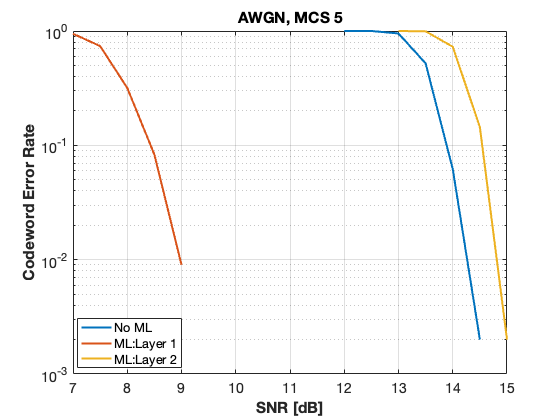 AWGN, MCS 5
Codeword Error Rate
10^0
10^-1
10^-2
10^-3
No ML
ML:Layer 1
ML:Layer 2
7 8 9 10 11 12 13 14 15
SNR [dB]